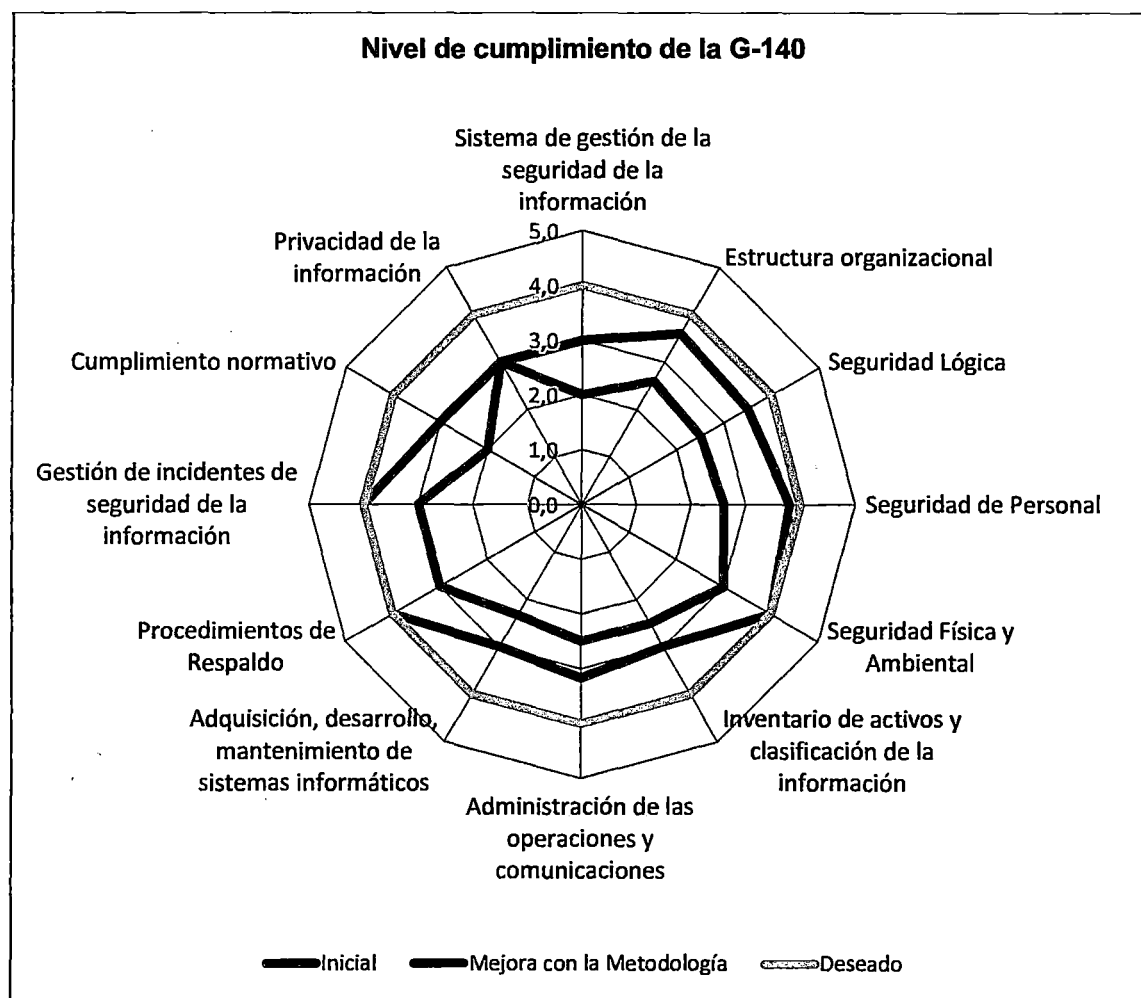 Nivel de cumplimiento de la G-140
Sistema de gestión de la
seguridad de la
información
Estructura organizacional
Seguridad Lógica
Seguridad de Personal
Seguridad Física y
Ambiental
Inventario de activos y
clasificación de la
información
Administración de las
operaciones y
comunicaciones
Adquisición, desarrollo,
mantenimiento de
sistemas informáticos
Procedimientos de
Respaldo
Gestión de incidentes de
seguridad de la
información
Cumplimiento normativo
Privacidad de la
información
5,0
4,0
3,0
2,0
1,0
0,0
Inicial
Mejora con la Metodología
Deseado